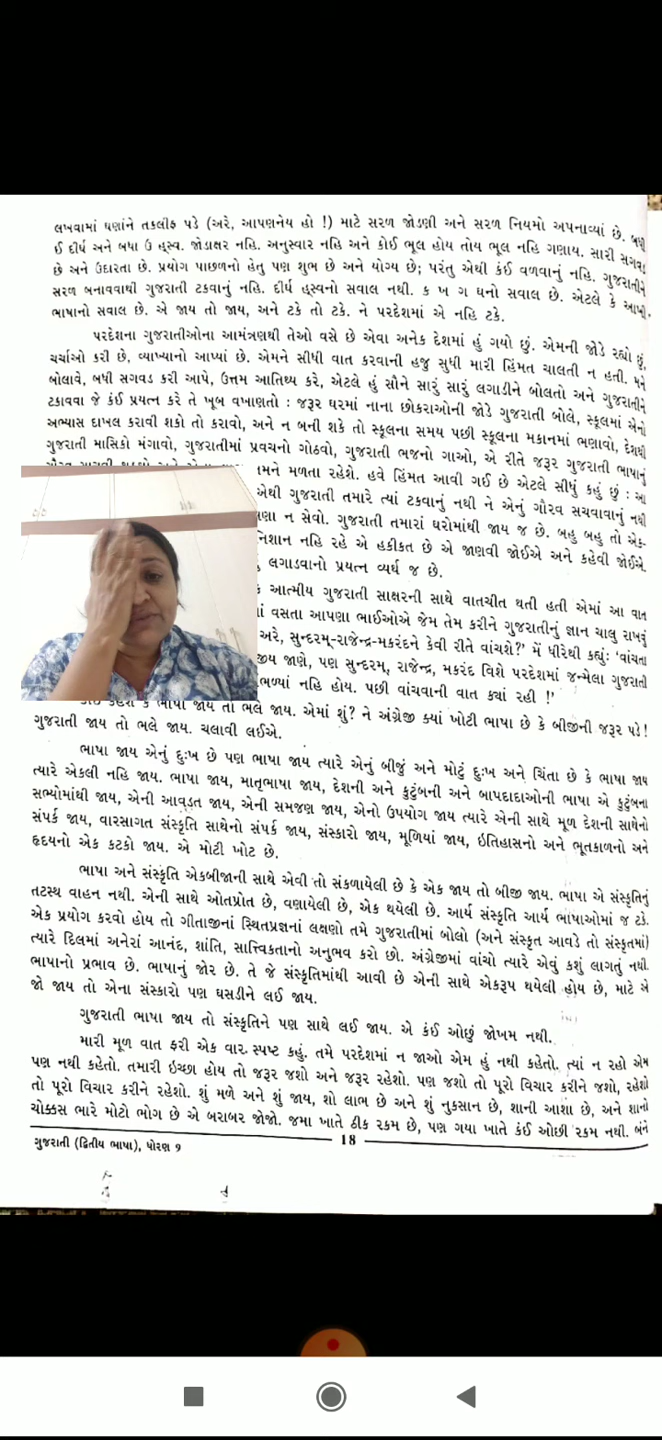 લખવામાં ઘણાંને તકલીફ પડે (અરે, આપણનેય હો !) માટે સરળ જોડણી અને સરળ નિયમો અપનાવ્યાં છે. બધી
ઈ દીર્ઘ અને બધા ઉ હ્રસ્વ. જોડાક્ષર નહિ. અનુસ્વાર નહિ અને કોઈ ભૂલ હોય તોય ભૂલ નહિ ગણાય. સારી સગવડ
છે અને ઉદારતા છે. પ્રયોગ પાછળનો હેતુ પણ શુભ છે અને યોગ્ય છે; પરંતુ એથી કંઈ વળવાનું નહિ. ગુજરાતીને
સરળ બનાવવાથી ગુજરાતી ટકવાનું નહિ. દીર્ઘ હ્રસ્વનો સવાલ નથી. ક ખ ગ ઘનો સવાલ છે. એટલે કે આખી
ભાષાનો સવાલ છે. એ જાય તો જાય, અને ટકે તો ટકે. ને પરદેશમાં એ નહિ ટકે.
પરદેશના ગુજરાતીઓના આમંત્રણથી તેઓ વસે છે એવા અનેક દેશમાં હું ગયો છું. એમની જોડે રહ્યો છું,
ચર્ચાઓ કરી છે, વ્યાખ્યાનો આપ્યાં છે. એમને સીધી વાત કરવાની હજુ સુધી મારી હિંમત ચાલતી ન હતી. મને
બોલાવે, બધી સગવડ કરી આપે, ઉત્તમ આતિથ્ય કરે, એટલે હું સૌને સારું સારું લગાડીને બોલતો અને ગુજરાતીને
ટકાવવા જે કંઈ પ્રયત્ન કરે તે ખૂબ વખાણતો : જરૂર ઘરમાં નાના છોકરાઓની જોડે ગુજરાતી બોલે, સ્કૂલમાં એનો
અભ્યાસ દાખલ કરાવી શકો તો કરાવો, અને ન બની શકે તો સ્કૂલના સમય પછી સ્કૂલના મકાનમાં ભણાવો, દેશથી
ગુજરાતી માસિકો મંગાવો, ગુજરાતીમાં પ્રવચનો ગોઠવો, ગુજરાતી ભજનો ગાઓ, એ રીતે જરૂર ગુજરાતી ભાષાનું
મને મળતા રહેશે. હવે હિંમત આવી ગઈ છે એટલે સીધું કહું છું : આ
એથી ગુજરાતી તમારે ત્યાં ટકવાનું નથી ને એનું ગૌરવ સચવાવાનું નથી
ણા ન સેવો. ગુજરાતી તમારાં ઘરોમાંથી જાય જ છે. બહુ બહુ તો એક-
નિશાન નહિ રહે એ હકીકત છે એ જાણવી જોઈએ અને કહેવી જોઈએ.
લગાડવાનો પ્રયત્ન વ્યર્થ જ છે.
ક આત્મીય ગુજરાતી સાક્ષરની સાથે વાતચીત થતી હતી એમાં આ વાત
માં વસતા આપણા ભાઈઓએ જેમ તેમ કરીને ગુજરાતીનું જ્ઞાન ચાલુ રાખવું
અરે, સુન્દરમ્-રાજેન્દ્ર-મકરંદને કેવી રીતે વાંચશે?' મેં ધીરેથી કહ્યું: 'વાંચતા
જીય જાણે, પણ સુન્દરમ્, રાજેન્દ્ર, મકરંદ વિશે પરદેશમાં જન્મેલા ગુજરાતી
ભળ્યાં નહિ હોય. પછી વાંચવાની વાત ક્યાં રહી !'
કોઈ કહેશે કે ભાષા જાય તો ભલે જાય. એમાં શું? ને અંગ્રેજી ક્યાં ખોટી ભાષા છે કે બીજીની જરૂર પડે!
ગુજરાતી જાય તો ભલે જાય. ચલાવી લઈએ.
ભાષા જાય એનું દુઃખ છે પણ ભાષા જાય ત્યારે એનું બીજું અને મોટું દુઃખ અને ચિંતા છે કે ભાષા જાય
ત્યારે એકલી નહિ જાય. ભાષા જાય, માતૃભાષા જાય, દેશની અને કુટુંબની અને બાપદાદાઓની ભાષા એ કુટુંબના
સભ્યોમાંથી જાય, એની આવડત જાય, એની સમજણ જાય, એનો ઉપયોગ જાય ત્યારે એની સાથે મૂળ દેશની સાથેનો
સંપર્ક જાય, વારસાગત સંસ્કૃતિ સાથેનો સંપર્ક જાય, સંસ્કારો જાય, મૂળિયાં જાય, ઇતિહાસનો અને ભૂતકાળનો અને
હૃદયનો એક કટકો જાય. એ મોટી ખોટ છે.
ભાષા અને સંસ્કૃતિ એકબીજાની સાથે એવી તો સંકળાયેલી છે કે એક જાય તો બીજી જાય. ભાષા એ સંસ્કૃતિનું
તટસ્થ વાહન નથી. એની સાથે ઓતપ્રોત છે, વણાયેલી છે, એક થયેલી છે. આર્ય સંસ્કૃતિ આર્ય ભાષાઓમાં જ ટકે.
એક પ્રયોગ કરવો હોય તો ગીતાજીનાં સ્થિતપ્રજ્ઞનાં લક્ષણો તમે ગુજરાતીમાં બોલો (અને સંસ્કૃત આવડે તો સંસ્કૃતમાં)
ત્યારે દિલમાં અનેરાં આનંદ, શાંતિ, સાત્ત્વિકતાનો અનુભવ કરો છો. અંગ્રેજીમાં વાંચો ત્યારે એવું કશું લાગતું નથી.
ભાષાનો પ્રભાવ છે. ભાષાનું જોર છે. તે જે સંસ્કૃતિમાંથી આવી છે એની સાથે એકરૂપ થયેલી હોય છે, માટે એ
જો જાય તો એના સંસ્કારો પણ ઘસડીને લઈ જાય.
ગુજરાતી ભાષા જાય તો સંસ્કૃતિને પણ સાથે લઈ જાય. એ કંઈ ઓછું જોખમ નથી.
મારી મૂળ વાત ફરી એક વાર સ્પષ્ટ કહું. તમે પરદેશમાં ન જાઓ એમ હું નથી કહેતો. ત્યાં ન રહો એમ
પણ નથી કહેતો. તમારી ઇચ્છા હોય તો જરૂર જશો અને જરૂર રહેશો. પણ જશો તો પૂરો વિચાર કરીને જશો, રહેશો
તો પૂરો વિચાર કરીને રહેશો. શું મળે અને શું જાય, શો લાભ છે અને શું નુકસાન છે, શાની આશા છે, અને શાનો
ચોક્કસ ભારે મોટો ભોગ છે એ બરાબર જોજો. જમા ખાતે ઠીક રકમ છે, પણ ગયા ખાતે કંઈ ઓછી રકમ નથી. બંને
18
ગુજરાતી (દ્વિતીય ભાષા), ધોરણ ૧